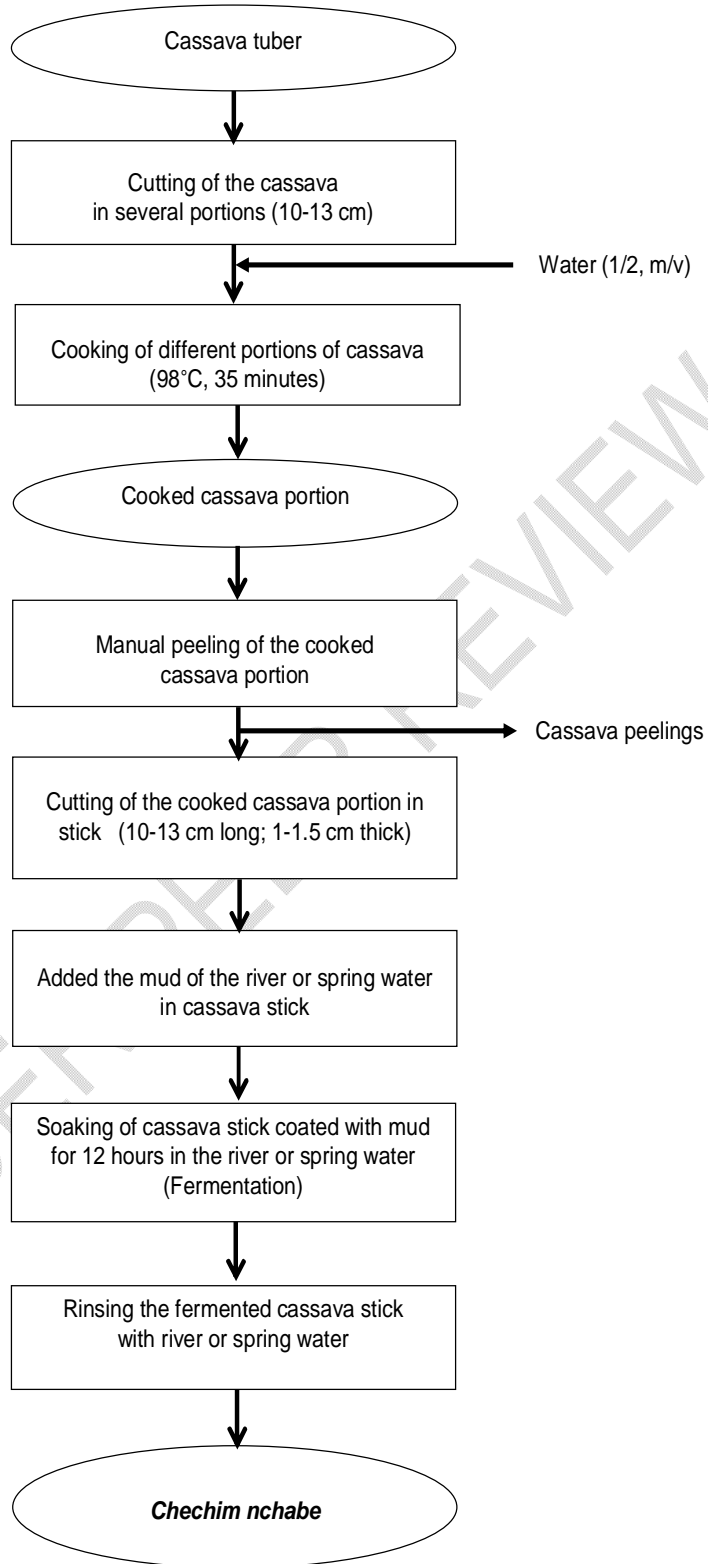 Cassava tuber
Cutting of the cassava
in several portions (10-13 cm)
Water (1/2, m/v)
Cooking of different portions of cassava
(98°C, 35 minutes)
Cooked cassava portion
Manual peeling of the cooked
cassava portion
Cassava peelings
Cutting of the cooked cassava portion in
stick (10-13 cm long; 1-1.5 cm thick)
Added the mud of the river or spring water
in cassava stick
Soaking of cassava stick coated with mud
for 12 hours in the river or spring water
(Fermentation)
Rinsing the fermented cassava stick
with river or spring water
Chechim nchabe
PEER REVIEW